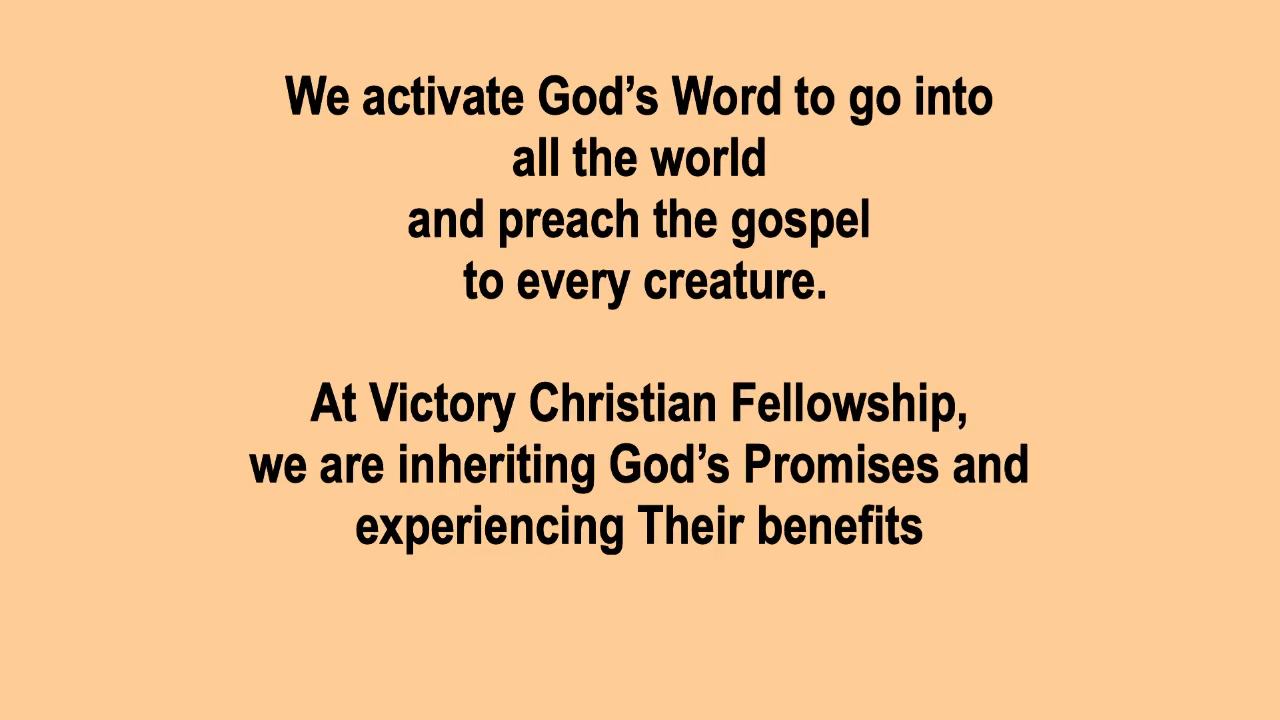 We activate God’s Word to go into
all the world
and preach the gospel
to every creature.
At Victory Christian Fellowship,
we are inheriting God’s Promises and
experiencing Their benefits